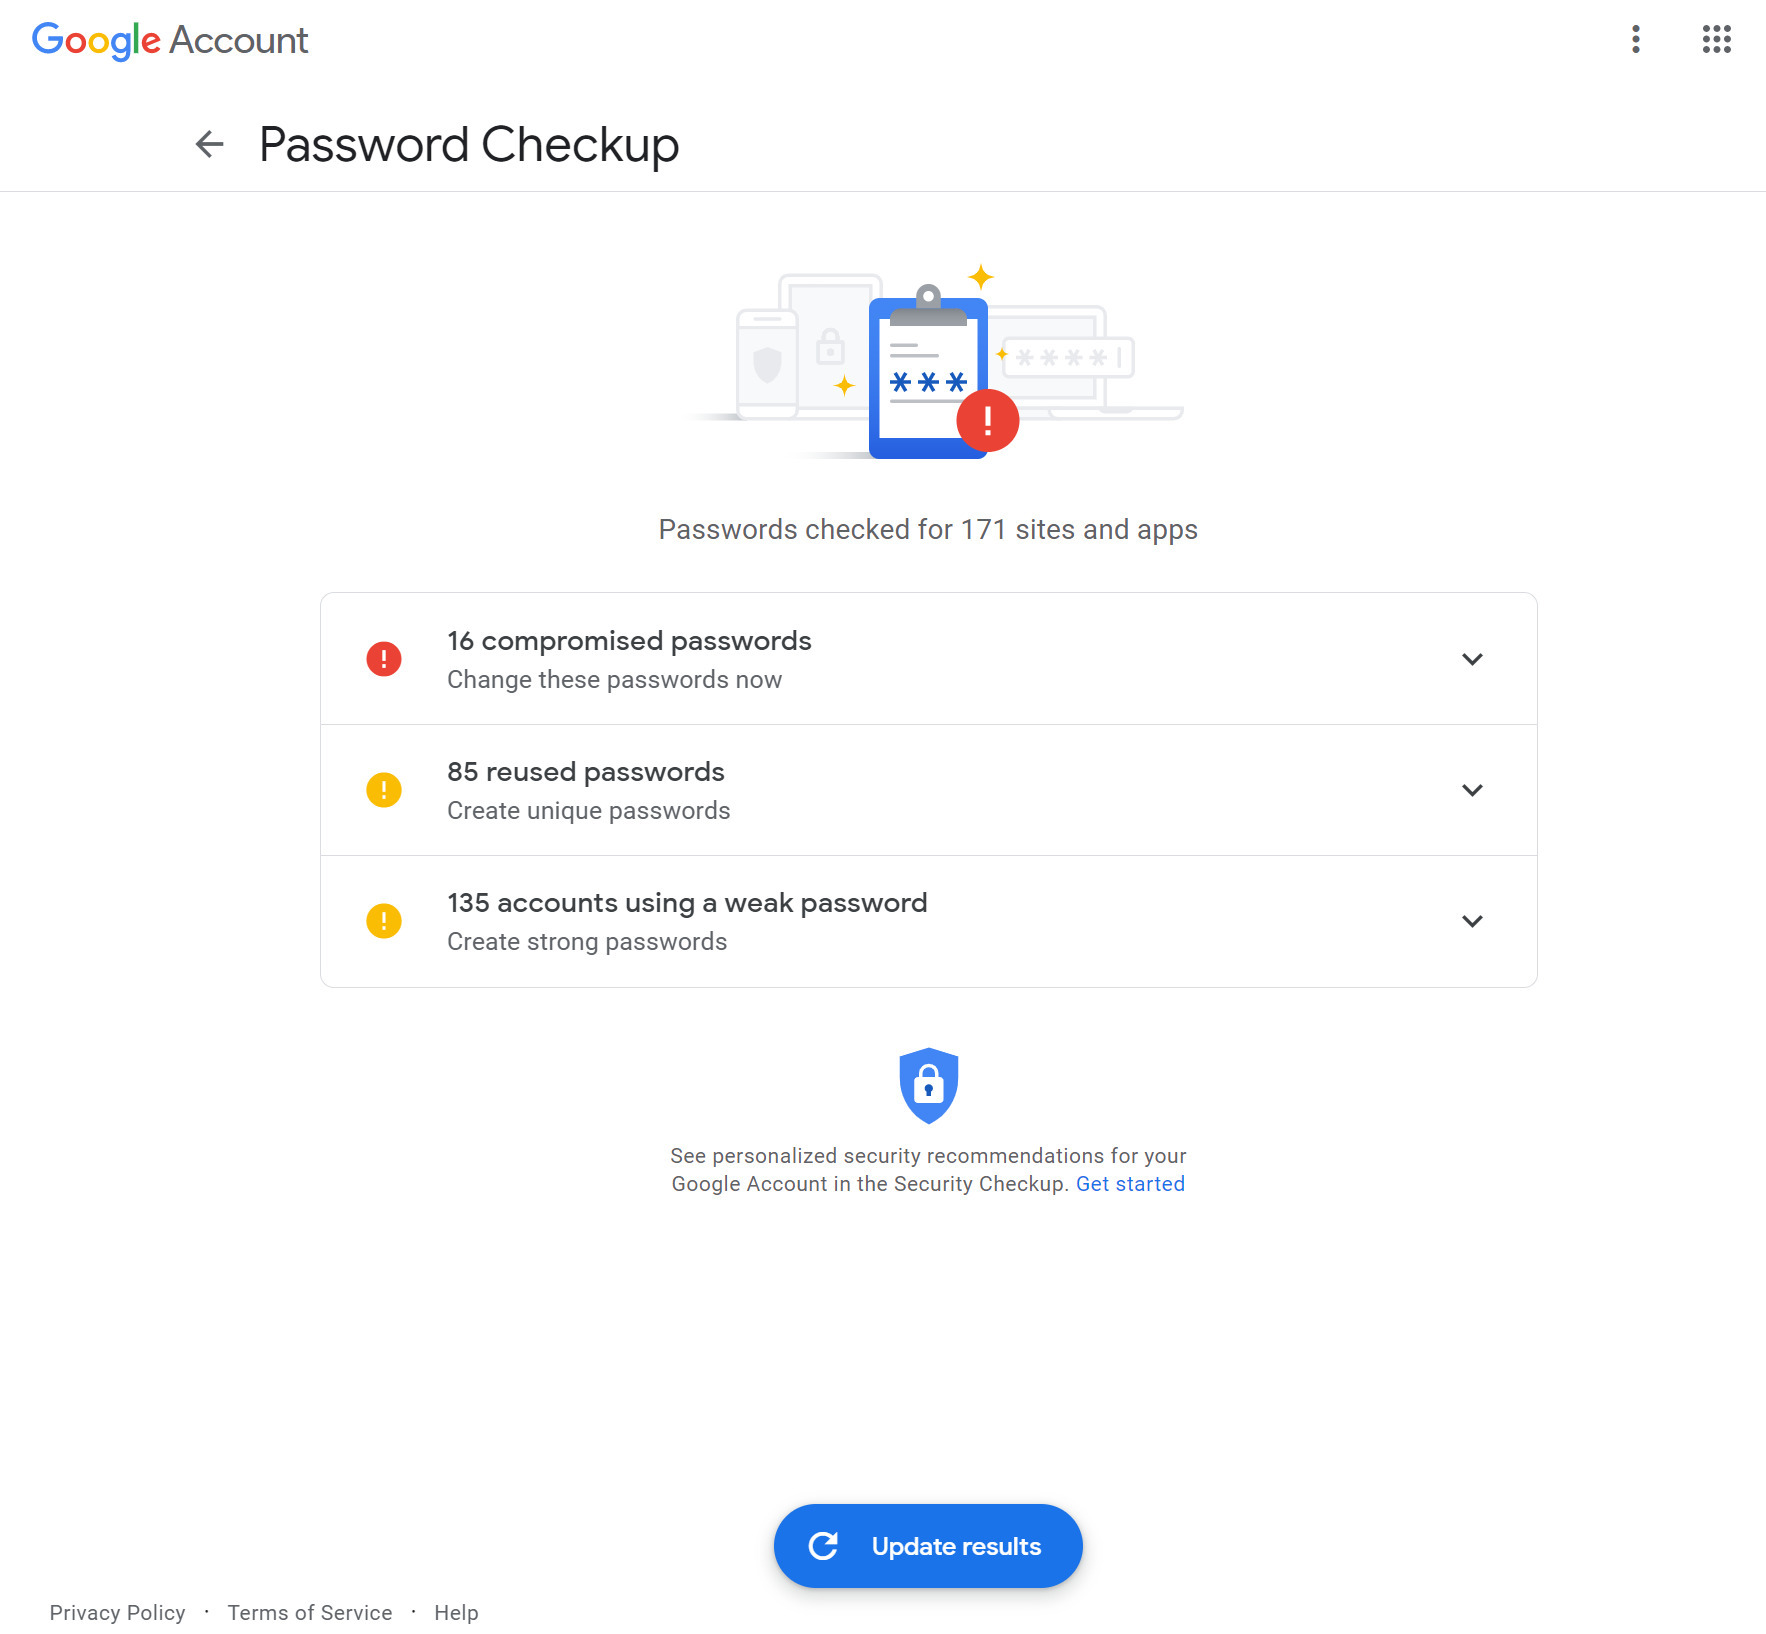 Google Account
Password Checkup
Passwords checked for 171 sites and apps
16 compromised passwords
Change these passwords now
85 reused passwords
Create unique passwords
135 accounts using a weak password
Create strong passwords
See personalized security recommendations for your
Google Account in the Security Checkup. Get started
Update results
Privacy Policy · Terms of Service · Help